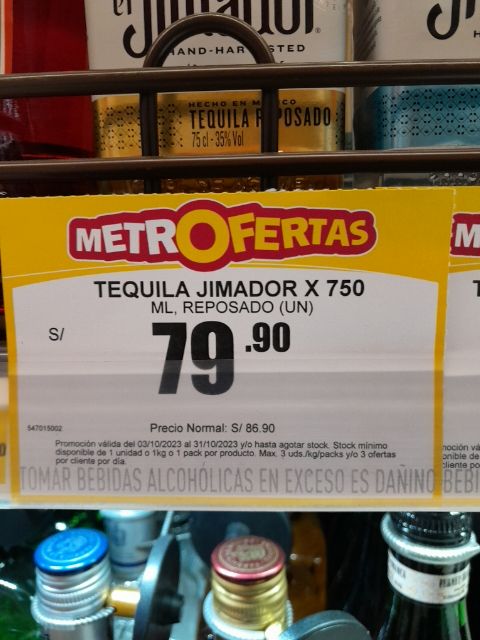 el Jimador
HAND-HARVESTED
HECHO EN MÉXICO
TEQUILA REPOSADO
75 cl - 35% Vol
METROFERTAS
TEQUILA JIMADOR X 750
ML, REPOSADO (UN)
S/
79.90
547015002
Precio Normal: S/ 86.90
Promoción válida del 03/10/2023 al 31/10/2023 y/o hasta agotar stock. Stock mínimo
disponible de 1 unidad o 1kg o 1 pack por producto. Max. 3 uds./kg/packs y/o 3 ofertas
por cliente por día.
TOMAR BEBIDAS ALCOHÓLICAS EN EXCESO ES DAÑINO